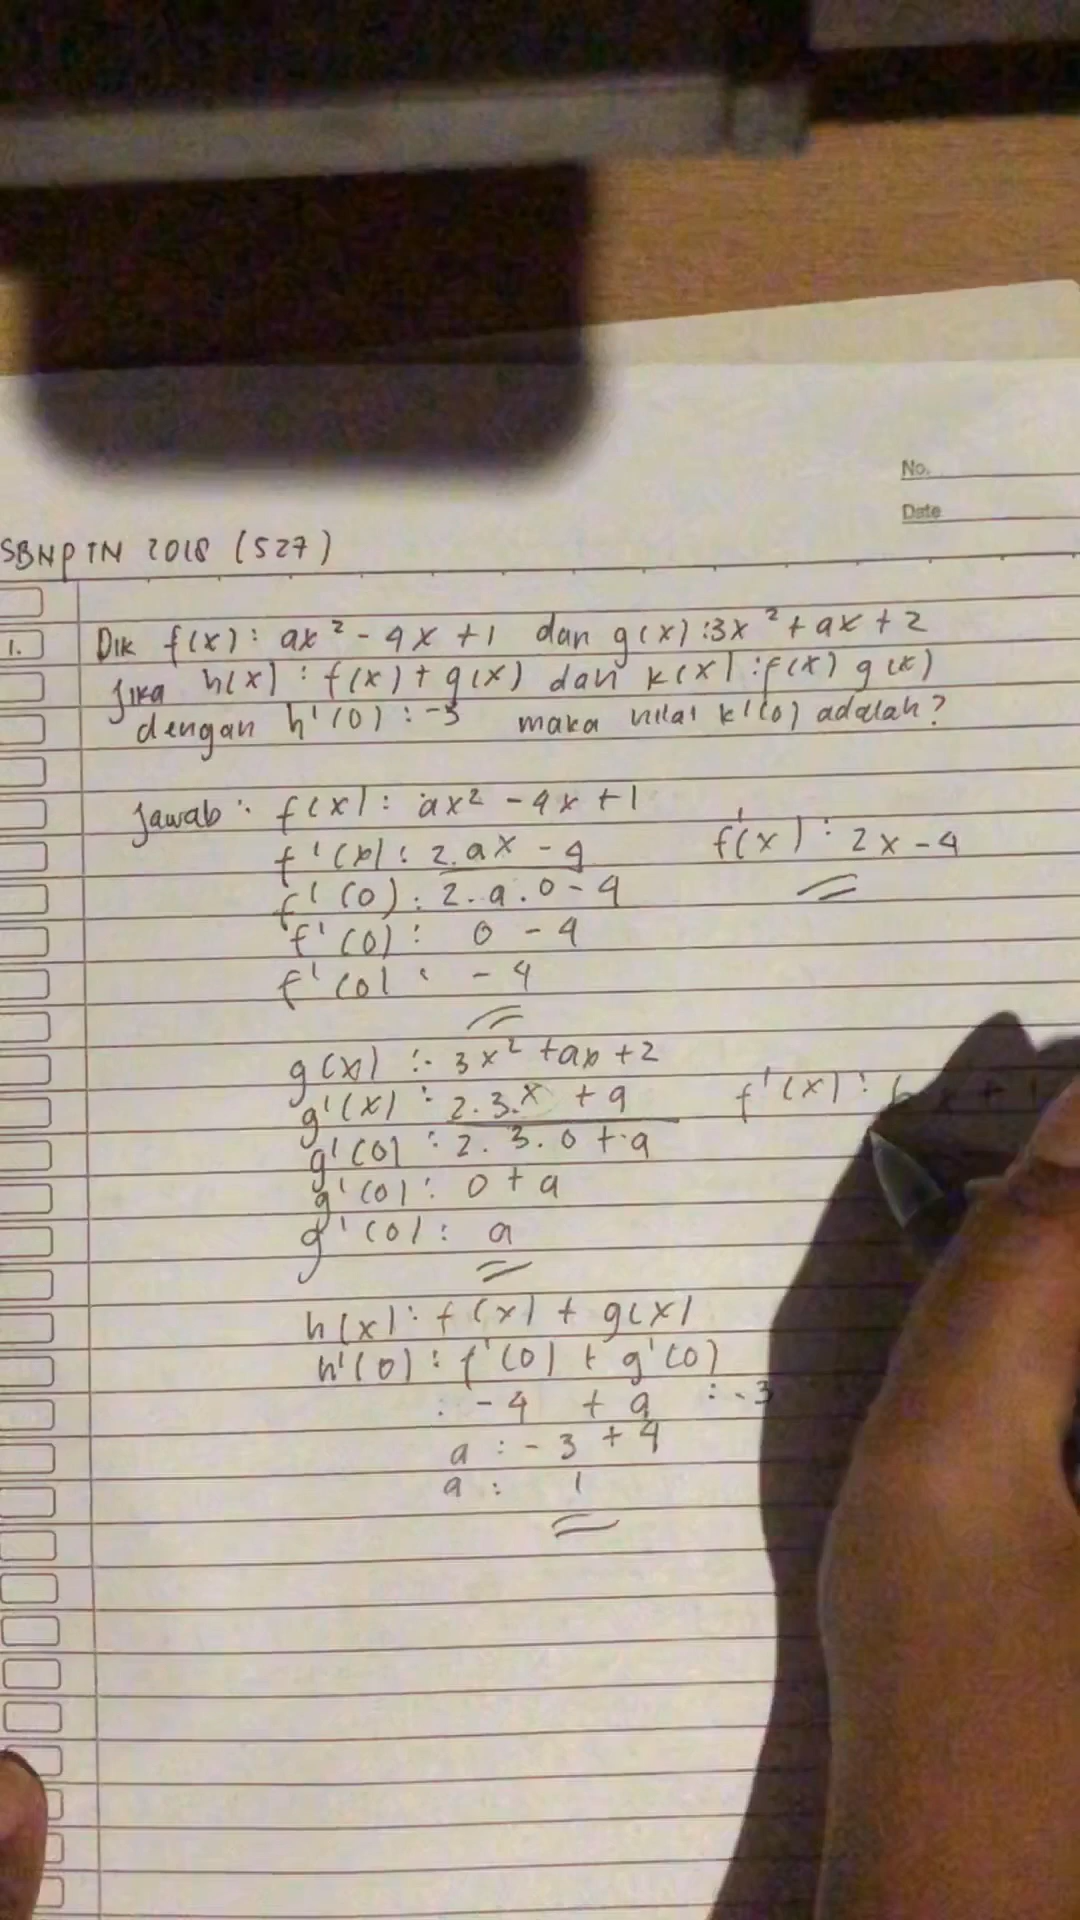 No.
Date
SBNPTN 2018 (527)
1. Dik f(x) : ax² - 4x +1 dan g(x) : 3x² + ax + 2
Jika h(x) : f(x) + g(x) dan k(x) : f(x) g(x)
dengan h'(0) : -3 maka nilai k'(0) adalah?
Jawab : f(x) : ax² - 4x +1
f'(x) : 2.ax - 4 f'(x) : 2x - 4
f'(0) : 2.a.0 - 4
f'(0) : 0 - 4
f'(0) : - 4
g(x) : 3x² + ax + 2
g'(x) : 2.3.x + a f'(x) : 6x + 1
g'(0) : 2.3.0 + a
g'(0) : 0 + a
g'(0) : a
h(x) : f(x) + g(x)
h'(0) : f'(0) + g'(0)
: - 4 + a : -3
a : - 3 + 4
a : 1